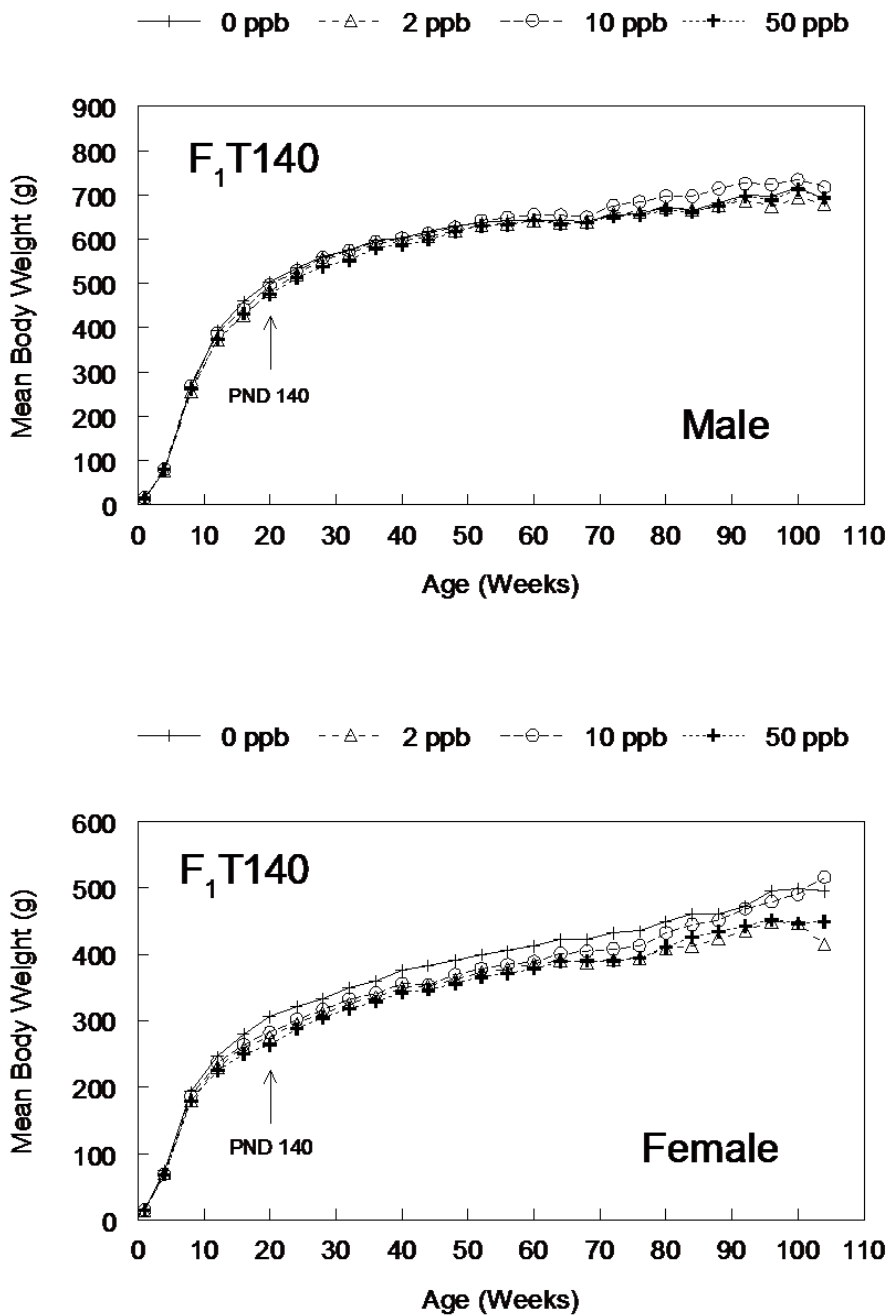 0 ppb 2 ppb 10 ppb 50 ppb
900
800
700
600
500
400
300
200
100
0
Mean Body Weight (g)
F₁T140
PND 140
Male
0 10 20 30 40 50 60 70 80 90 100 110
Age (Weeks)
0 ppb 2 ppb 10 ppb 50 ppb
600
500
400
300
200
100
0
Mean Body Weight (g)
F₁T140
PND 140
Female
0 10 20 30 40 50 60 70 80 90 100 110
Age (Weeks)